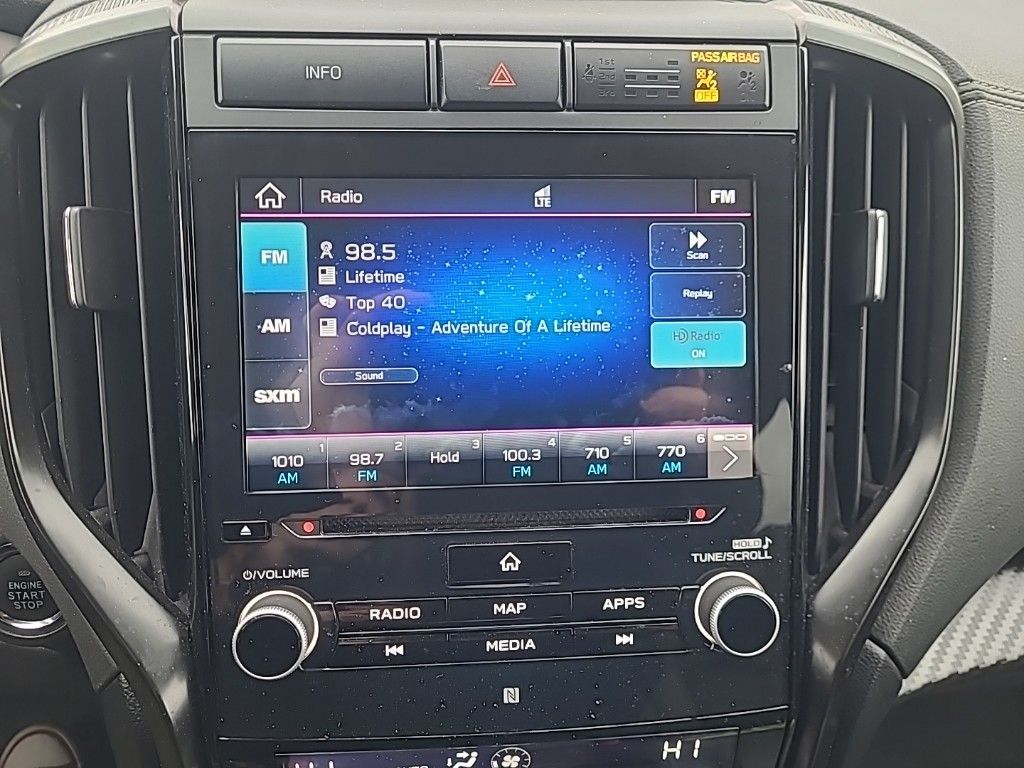 INFO
1st
2nd
3rd
PASS AIRBAG
OFF
Radio
LTE
FM
FM
AM
sxm
98.5
Lifetime
Top 40
Coldplay - Adventure Of A Lifetime
Sound
Scan
Replay
HD Radio
ON
1
1010
AM
2
98.7
FM
3
Hold
4
100.3
FM
5
710
AM
6
770
AM
HOLD
TUNE/SCROLL
/VOLUME
RADIO
MAP
APPS
MEDIA
ENGINE
START
STOP
N
HI